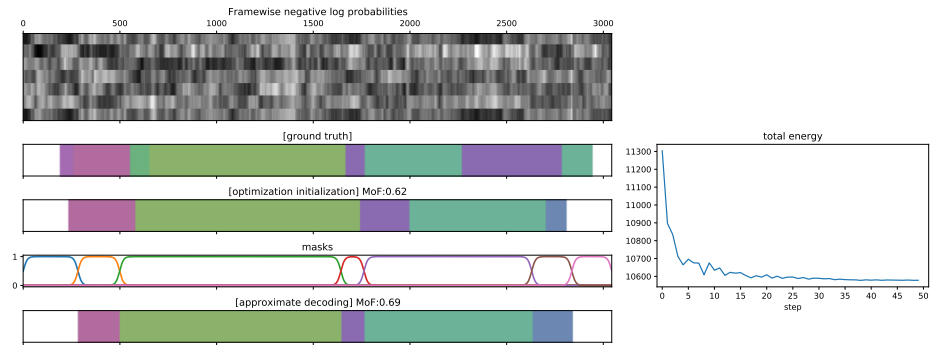 Framewise negative log probabilities
0 500 1000 1500 2000 2500 3000
[ground truth]
[optimization initialization] MoF:0.62
masks
1
0
[approximate decoding] MoF:0.69
total energy
11300
11200
11100
11000
10900
10800
10700
10600
0 5 10 15 20 25 30 35 40 45 50
step